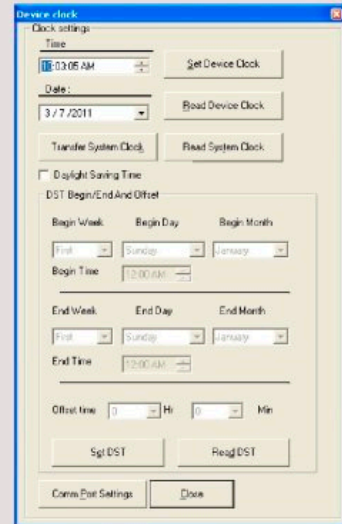 Device clock
Clock settings
Time
10:03:05 AM
Set Device Clock
Date :
3 / 7 /2011
Read Device Clock
Transfer System Clock
Read System Clock
Daylight Saving Time
DST Begin/End And Offset
Begin Week Begin Day Begin Month
First Sunday January
Begin Time 12:00 AM
End Week End Day End Month
First Sunday January
End Time 12:00 AM
Offset time 0 Hr 0 Min
Set DST Read DST
Comm Port Settings Close